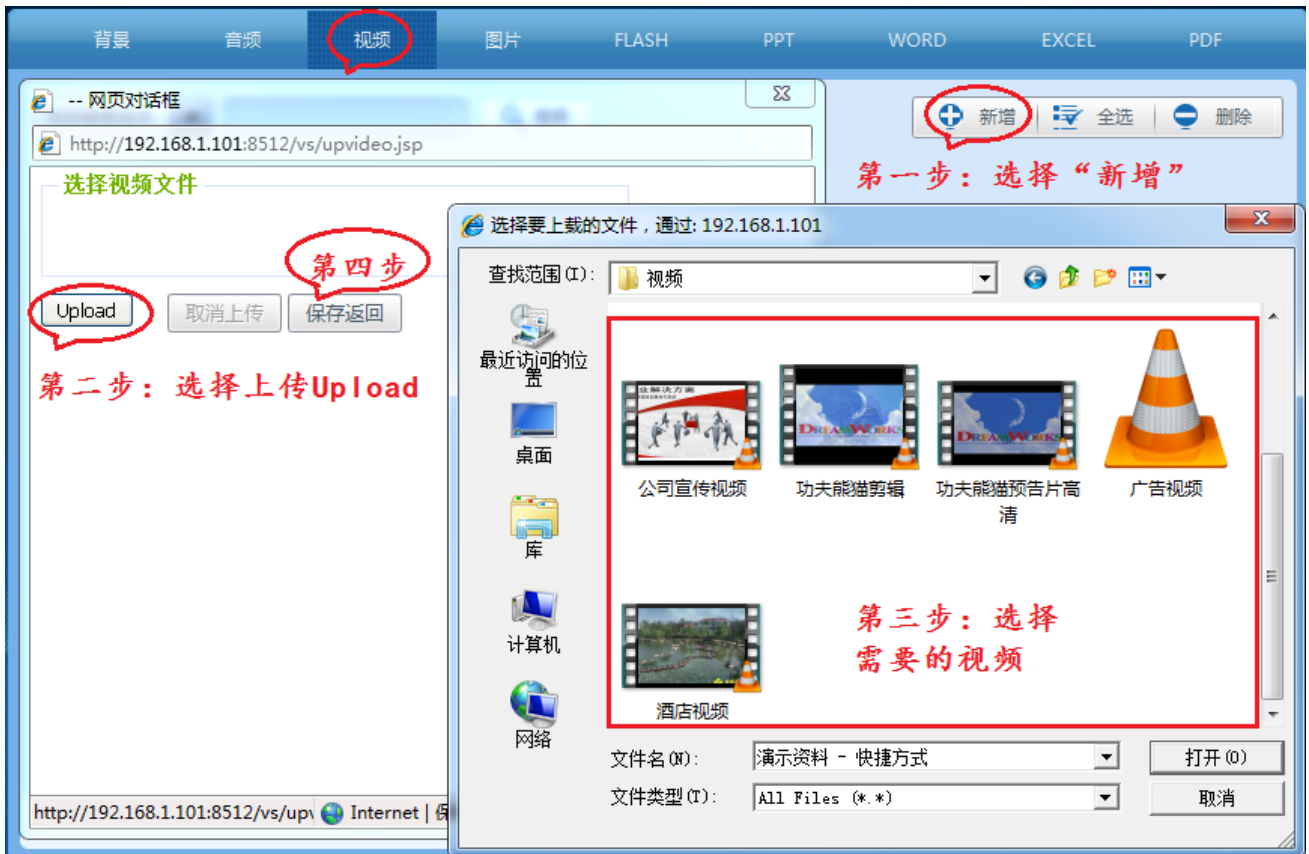 背景 音频 视频 图片 FLASH PPT WORD EXCEL PDF
-- 网页对话框
http://192.168.1.101:8512/vs/upvideo.jsp
新增 全选 删除
第一步：选择“新增”
选择视频文件
第四步
Upload 取消上传 保存返回
第二步：选择上传Upload
选择要上载的文件，通过: 192.168.1.101
查找范围(I): 视频
最近访问的位
置
桌面
库
计算机
网络
业解决方案
DREAMWORKS
DREAMWORKS
公司宣传视频 功夫熊猫剪辑 功夫熊猫预告片高
清
广告视频
酒店视频
第三步：选择
需要的视频
文件名(N): 演示资料 - 快捷方式 打开(O)
文件类型(T): All Files (*.*) 取消
http://192.168.1.101:8512/vs/up Internet | 保